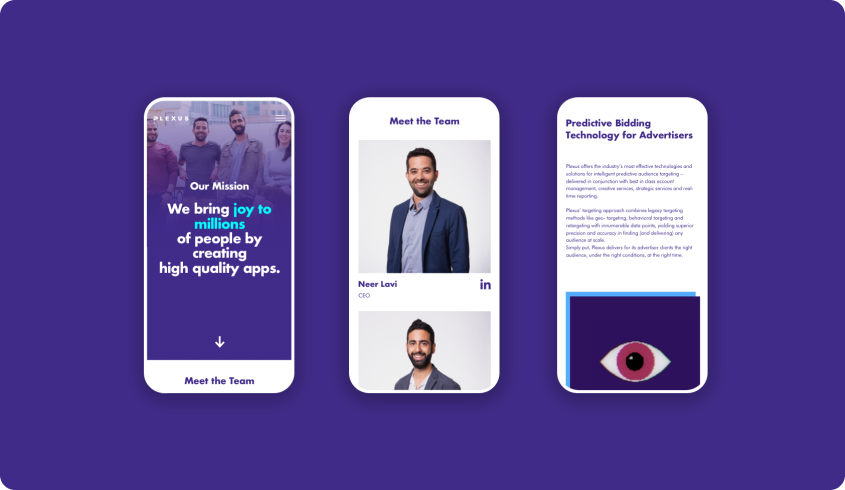 PLEXUS
Our Mission
We bring joy to
millions
of people by
creating
high quality apps.
Meet the Team
Meet the Team
Neer Lavi
in
CEO
Predictive Bidding
Technology for Advertisers
Plexus offers the industry's most effective technologies and
solutions for intelligent predictive audience targeting –
delivered in conjunction with best in class account
management, creative services, strategic services and real-
time reporting.
Plexus' targeting approach combines legacy targeting
methods like geo- targeting, behavioral targeting and
retargeting with innumerable data points, yielding superior
precision and accuracy in finding (and delivering) any
audience at scale.
Simply put, Plexus delivers for its advertiser clients the right
audience, under the right conditions, at the right time.